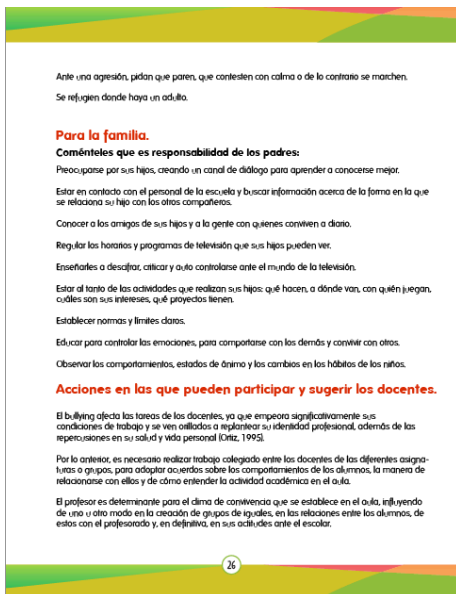 Ante una agresión, pidan que paren, que contesten con calma o de lo contrario se marchen.
Se refugien donde haya un adulto.
Para la familia.
Coménteles que es responsabilidad de los padres:
Preocuparse por sus hijos, creando un canal de diálogo para aprender a conocerse mejor.
Estar en contacto con el personal de la escuela y buscar información acerca de la forma en la que
se relaciona su hijo con los otros compañeros.
Conocer a los amigos de sus hijos y a la gente con quienes conviven a diario.
Regular los horarios y programas de televisión que sus hijos pueden ver.
Enseñarles a descifrar, criticar y auto controlarse ante el mundo de la televisión.
Estar al tanto de las actividades que realizan sus hijos: qué hacen, a dónde van, con quién juegan,
cuáles son sus intereses, qué proyectos tienen.
Establecer normas y límites claros.
Educar para controlar las emociones, para comportarse con los demás y convivir con otros.
Observar los comportamientos, estados de ánimo y los cambios en los hábitos de los niños.
Acciones en las que pueden participar y sugerir los docentes.
El bullying afecta las tareas de los docentes, ya que empeora significativamente sus
condiciones de trabajo y se ven orillados a replantear su identidad profesional, además de las
repercusiones en su salud y vida personal (Ortiz, 1995).
Por lo anterior, es necesario realizar trabajo colegiado entre los docentes de las diferentes asigna-
turas o grupos, para adoptar acuerdos sobre los comportamientos de los alumnos, la manera de
relacionarse con ellos y de cómo entender la actividad académica en el aula.
El profesor es determinante para el clima de convivencia que se establece en el aula, influyendo
de uno u otro modo en la creación de grupos de iguales, en las relaciones entre los alumnos, de
estos con el profesorado y, en definitiva, en sus actitudes ante el escolar.
26